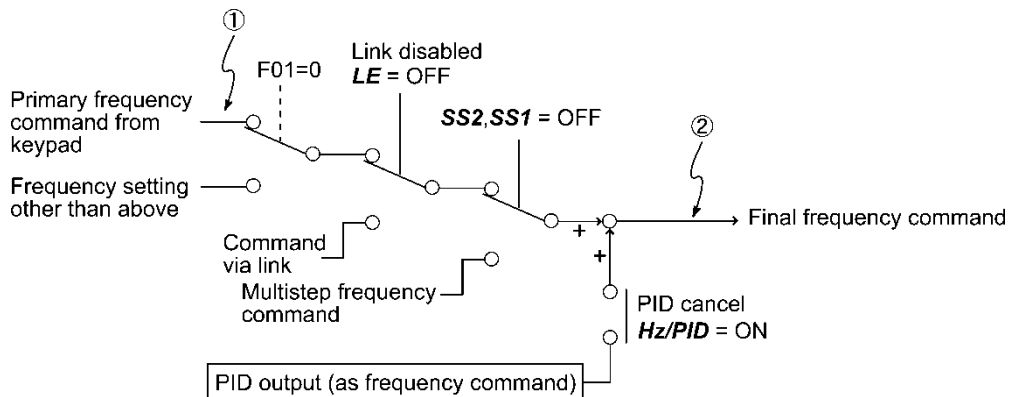 ①
F01=0
Link disabled
LE = OFF
Primary frequency
command from
keypad
SS2,SS1 = OFF
②
Frequency setting
other than above
Final frequency command
+
+
Command
via link
Multistep frequency
command
PID cancel
Hz/PID = ON
PID output (as frequency command)